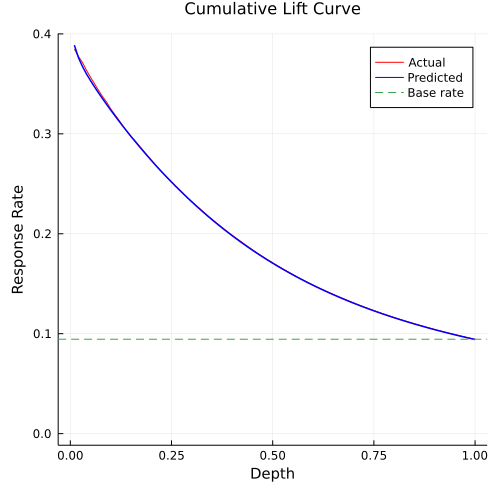 Cumulative Lift Curve
0.4
Actual
Predicted
Base rate
0.3
Response Rate
0.2
0.1
0.0
0.00 0.25 0.50 0.75 1.00
Depth